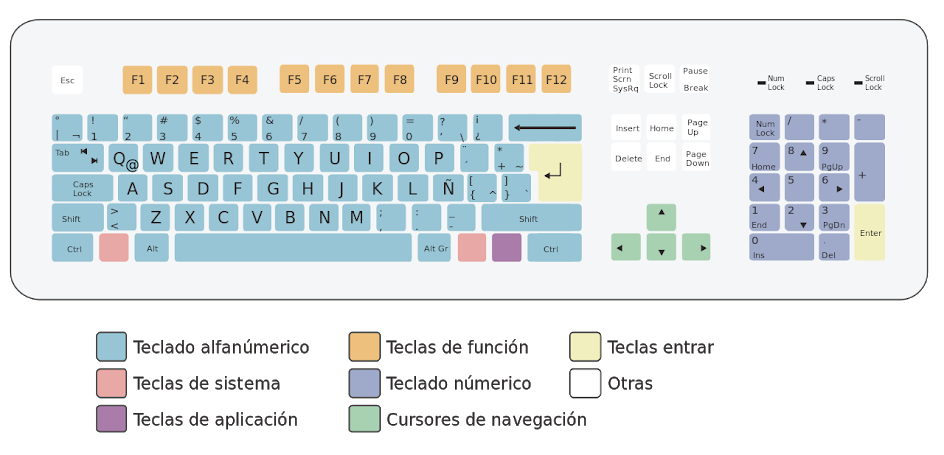 Esc F1 F2 F3 F4 F5 F6 F7 F8 F9 F10 F11 F12
Print
Scrn
SysRq
Scroll
Lock
Pause
Break
Num
Lock
Caps
Lock
Scroll
Lock
° ! " # $ % & / ( ) = ? ¡
| ¬ 1 2 3 4 5 6 7 8 9 0 ' \ ¿
Insert Home Page
Up
Num
Lock
/ * -
Tab Q @ W E R T Y U I O P ¨ ´ * + ~
Delete End Page
Down
7 8 9
Home PgUp
+
Caps
Lock
A S D F G H J K L Ñ [ { ^ ] } `
4 5 6
Shift > < Z X C V B N M ; , : . _ - Shift
1 2 3
End PgDn
Enter
Ctrl Alt Alt Gr Ctrl
0 .
Ins Del
Teclado alfanúmerico
Teclas de función
Teclas entrar
Teclas de sistema
Teclado númerico
Otras
Teclas de aplicación
Cursores de navegación